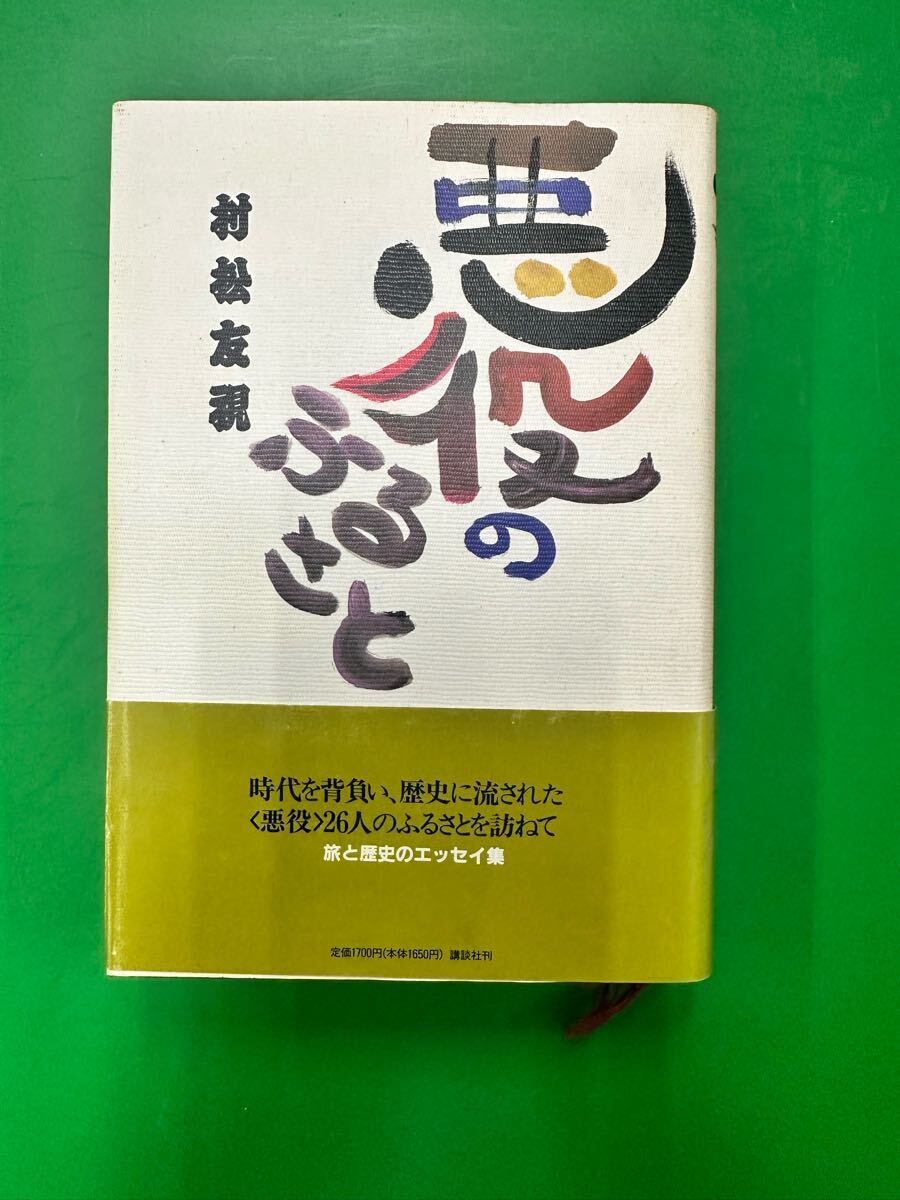 悪役の
ふるさと
村松友視
時代を背負い、歴史に流された
〈悪役〉26人のふるさとを訪ねて
旅と歴史のエッセイ集
定価1700円(本体1650円) 講談社刊